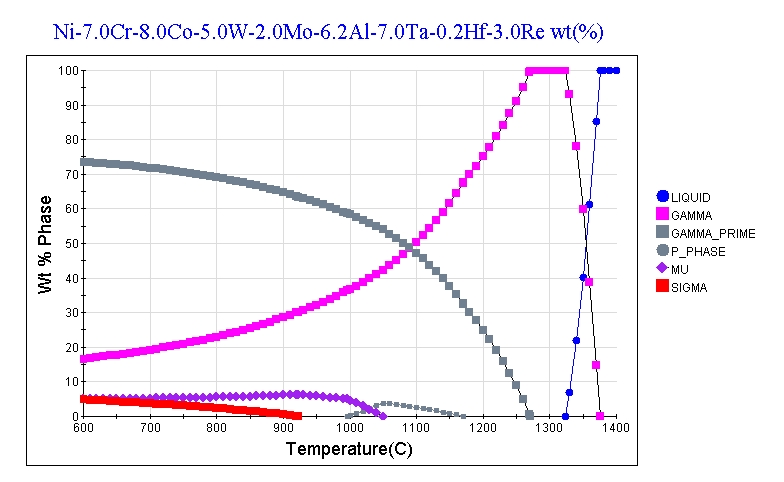 Ni-7.0Cr-8.0Co-5.0W-2.0Mo-6.2Al-7.0Ta-0.2Hf-3.0Re wt(%)
100
90
80
70
60
50
40
30
20
10
0
Wt % Phase
600 700 800 900 1000 1100 1200 1300 1400
Temperature(C)
LIQUID
GAMMA
GAMMA_PRIME
P_PHASE
MU
SIGMA